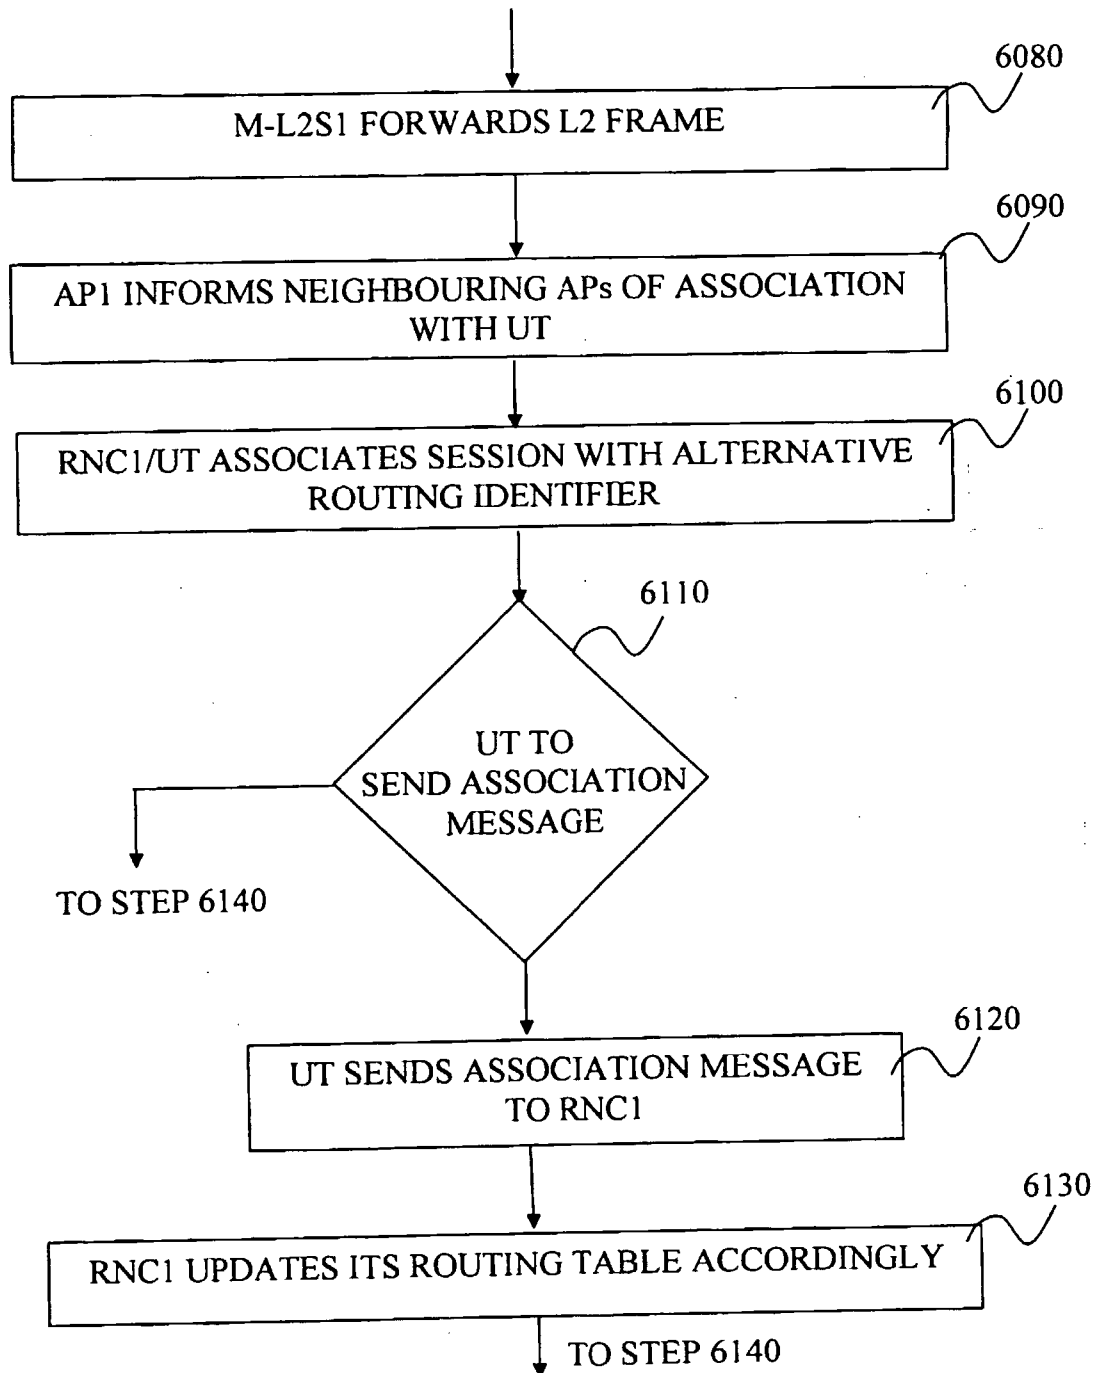 6080
M-L2S1 FORWARDS L2 FRAME
6090
AP1 INFORMS NEIGHBOURING APs OF ASSOCIATION
WITH UT
6100
RNC1/UT ASSOCIATES SESSION WITH ALTERNATIVE
ROUTING IDENTIFIER
6110
UT TO
SEND ASSOCIATION
MESSAGE
TO STEP 6140
6120
UT SENDS ASSOCIATION MESSAGE
TO RNC1
6130
RNC1 UPDATES ITS ROUTING TABLE ACCORDINGLY
TO STEP 6140